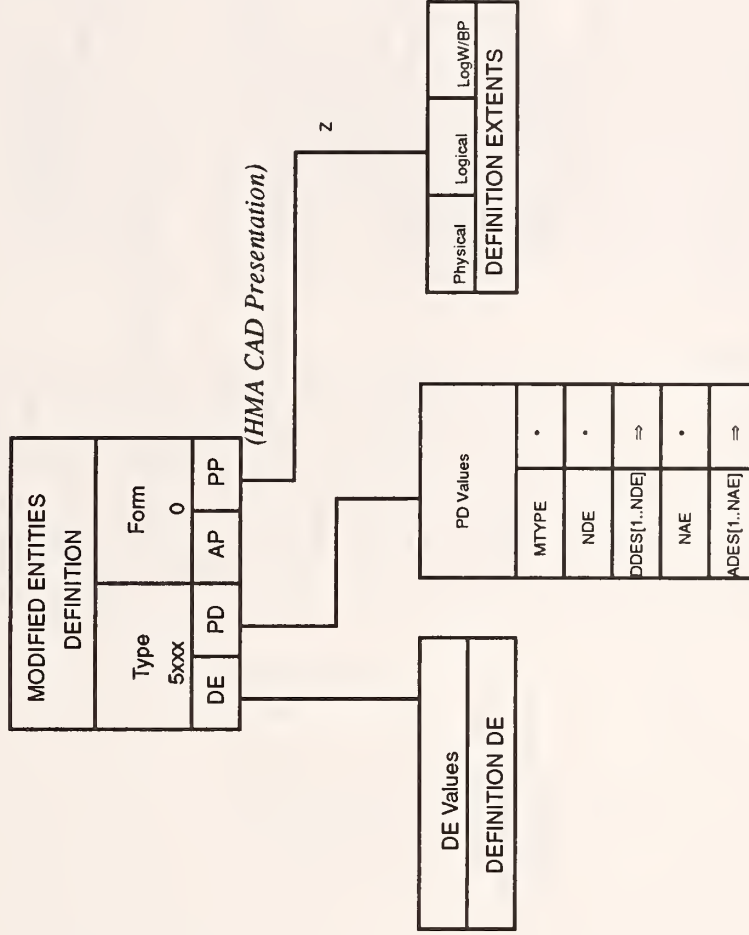 MODIFIED ENTITIES
DEFINITION
Type
5xxx
Form
0
DE
PD
AP
PP
(HMA CAD Presentation)
z
DE Values
DEFINITION DE
PD Values
MTYPE •
NDE •
DDES[1..NDE] ⇒
NAE •
ADES[1..NAE] ⇒
Physical
Logical
LogW/BP
DEFINITION EXTENTS